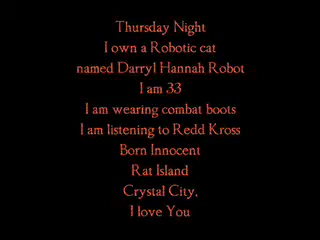 Thursday Night
I own a Robotic cat
named Darryl Hannah Robot
I am 33
I am wearing combat boots
I am listening to Redd Kross
Born Innocent
Rat Island
Crystal City,
I love You